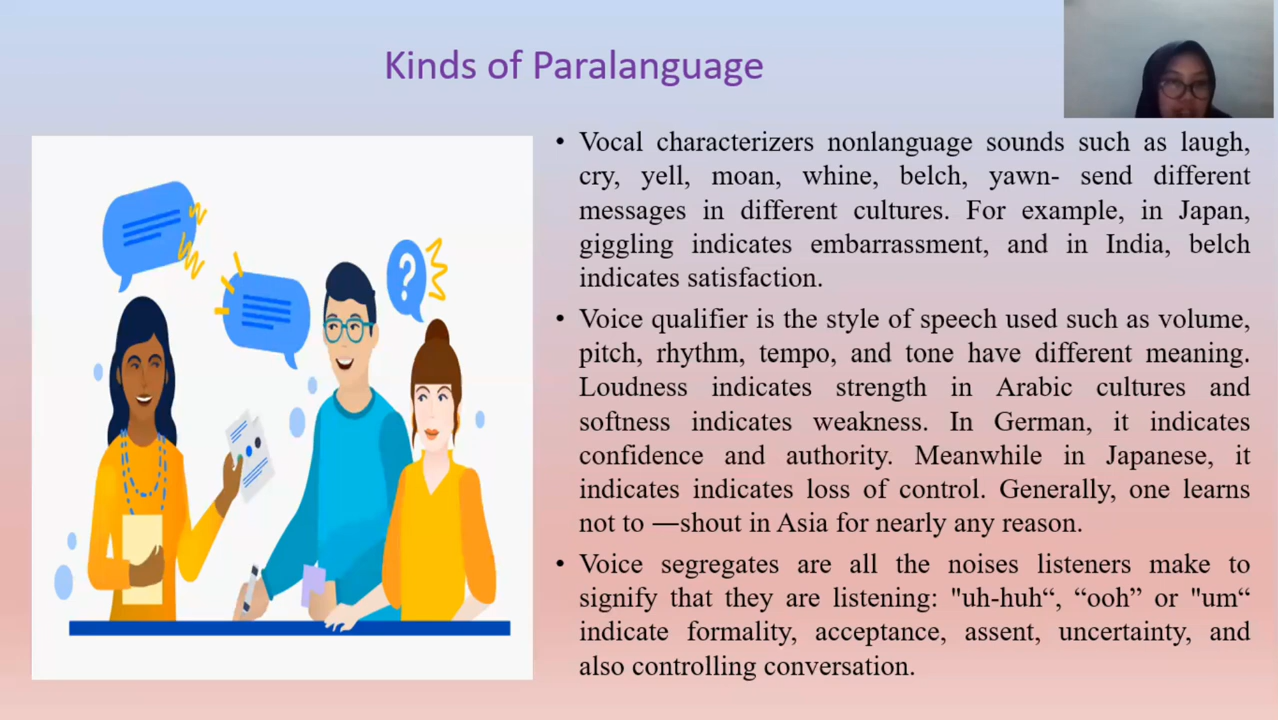 Kinds of Paralanguage
• Vocal characterizers nonlanguage sounds such as laugh,
cry, yell, moan, whine, belch, yawn- send different
messages in different cultures. For example, in Japan,
giggling indicates embarrassment, and in India, belch
indicates satisfaction.
• Voice qualifier is the style of speech used such as volume,
pitch, rhythm, tempo, and tone have different meaning.
Loudness indicates strength in Arabic cultures and
softness indicates weakness. In German, it indicates
confidence and authority. Meanwhile in Japanese, it
indicates indicates loss of control. Generally, one learns
not to ―shout in Asia for nearly any reason.
• Voice segregates are all the noises listeners make to
signify that they are listening: "uh-huh“, “ooh” or "um“
indicate formality, acceptance, assent, uncertainty, and
also controlling conversation.
?